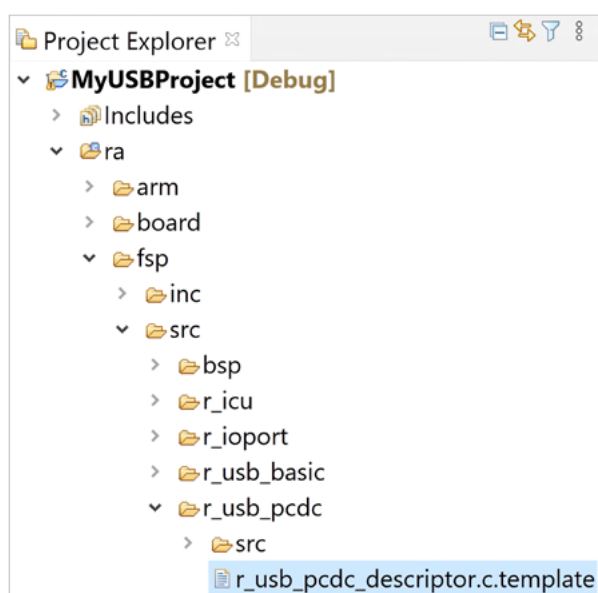 Project Explorer
MyUSBProject [Debug]
Includes
ra
arm
board
fsp
inc
src
bsp
r_icu
r_ioport
r_usb_basic
r_usb_pcdc
src
r_usb_pcdc_descriptor.c.template